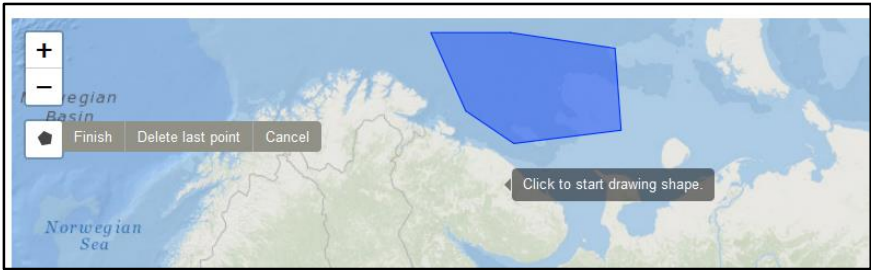 +
−
egian
Basin
Finish Delete last point Cancel
Click to start drawing shape.
Norwegian
Sea